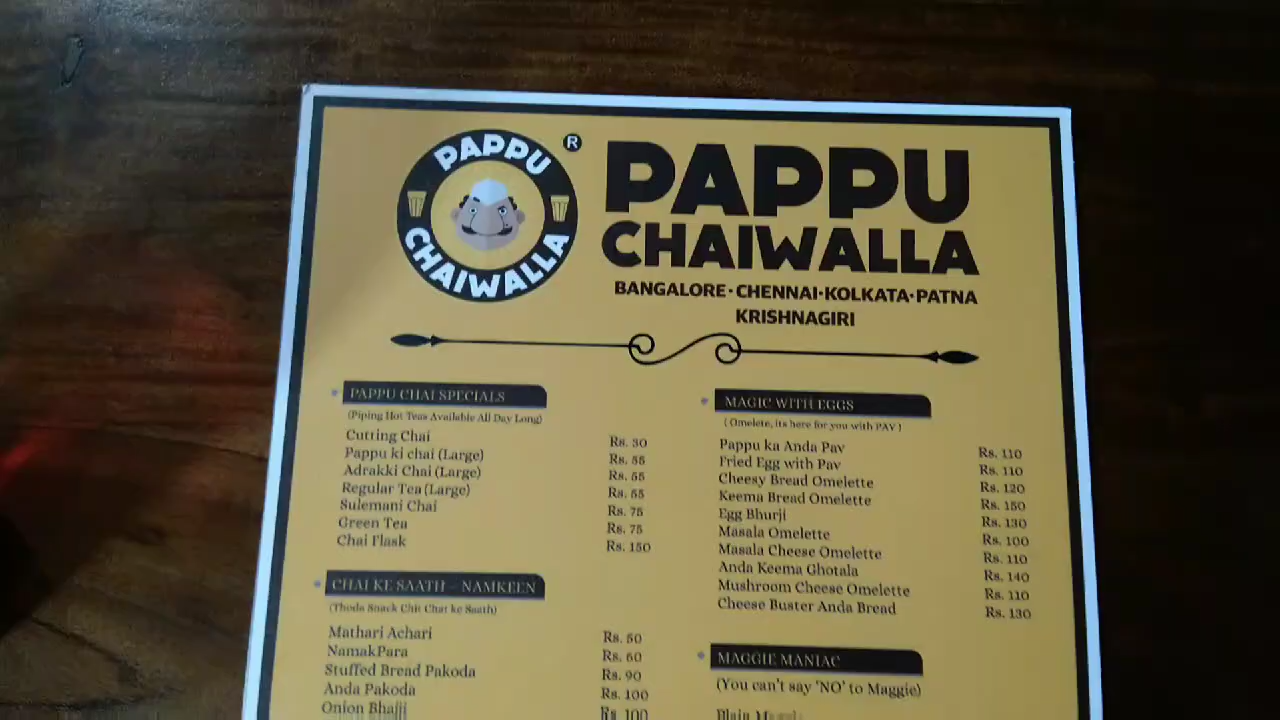 PAPPU
CHAIWALLA
®
PAPPU
CHAIWALLA
BANGALORE·CHENNAI·KOLKATA·PATNA
KRISHNAGIRI
PAPPU CHAI SPECIALS
(Piping Hot Teas Available All Day Long)
Cutting Chai Rs. 30
Pappu ki chai (Large) Rs. 55
Adrakki Chai (Large) Rs. 55
Regular Tea (Large) Rs. 55
Sulemani Chai Rs. 75
Green Tea Rs. 75
Chai Flask Rs. 150
CHAI KE SAATH – NAMKEEN
(Thoda Snack Chit Chat ke Saath)
Mathari Achari Rs. 50
NamakPara Rs. 60
Stuffed Bread Pakoda Rs. 90
Anda Pakoda Rs. 100
Onion Bhajji Rs. 100
MAGIC WITH EGGS
( Omelete, its here for you with PAV )
Pappu ka Anda Pav Rs. 110
Fried Egg with Pav Rs. 110
Cheesy Bread Omelette Rs. 120
Keema Bread Omelette Rs. 150
Egg Bhurji Rs. 130
Masala Omelette Rs. 100
Masala Cheese Omelette Rs. 110
Anda Keema Ghotala Rs. 140
Mushroom Cheese Omelette Rs. 110
Cheese Buster Anda Bread Rs. 130
MAGGIE MANIAC
(You can't say 'NO' to Maggie)
Plain